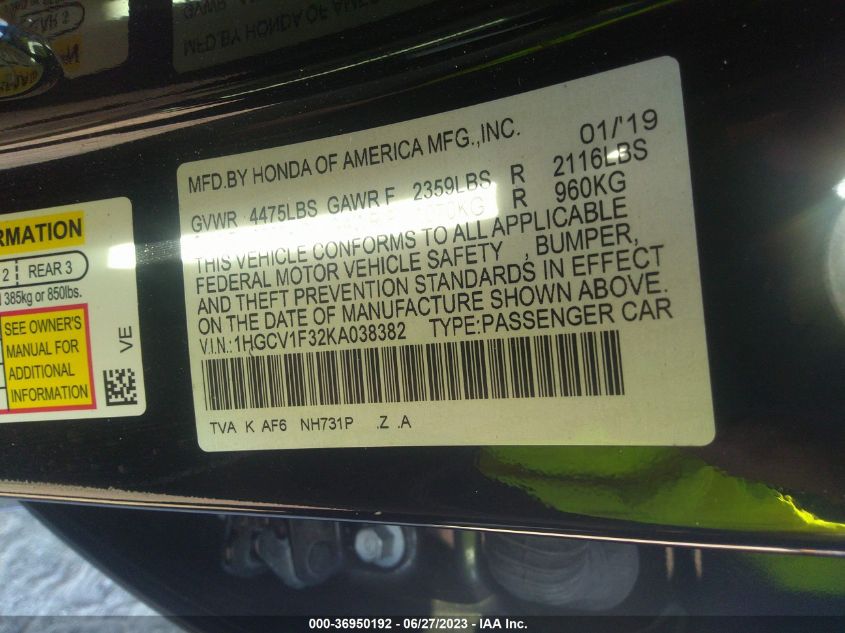 MFD.BY HONDA OF AMERICA MFG.,INC. 01/'19
GVWR 4475LBS GAWR F 2359LBS R 2116LBS
R 960KG
THIS VEHICLE CONFORMS TO ALL APPLICABLE
FEDERAL MOTOR VEHICLE SAFETY , BUMPER,
AND THEFT PREVENTION STANDARDS IN EFFECT
ON THE DATE OF MANUFACTURE SHOWN ABOVE.
V.I.N.:1HGCV1F32KA038382 TYPE:PASSENGER CAR
TVA K AF6 NH731P .Z .A
2 REAR 3
385kg or 850lbs.
SEE OWNER'S
MANUAL FOR
ADDITIONAL
INFORMATION
VE
000-36950192 - 06/27/2023 - IAA Inc.